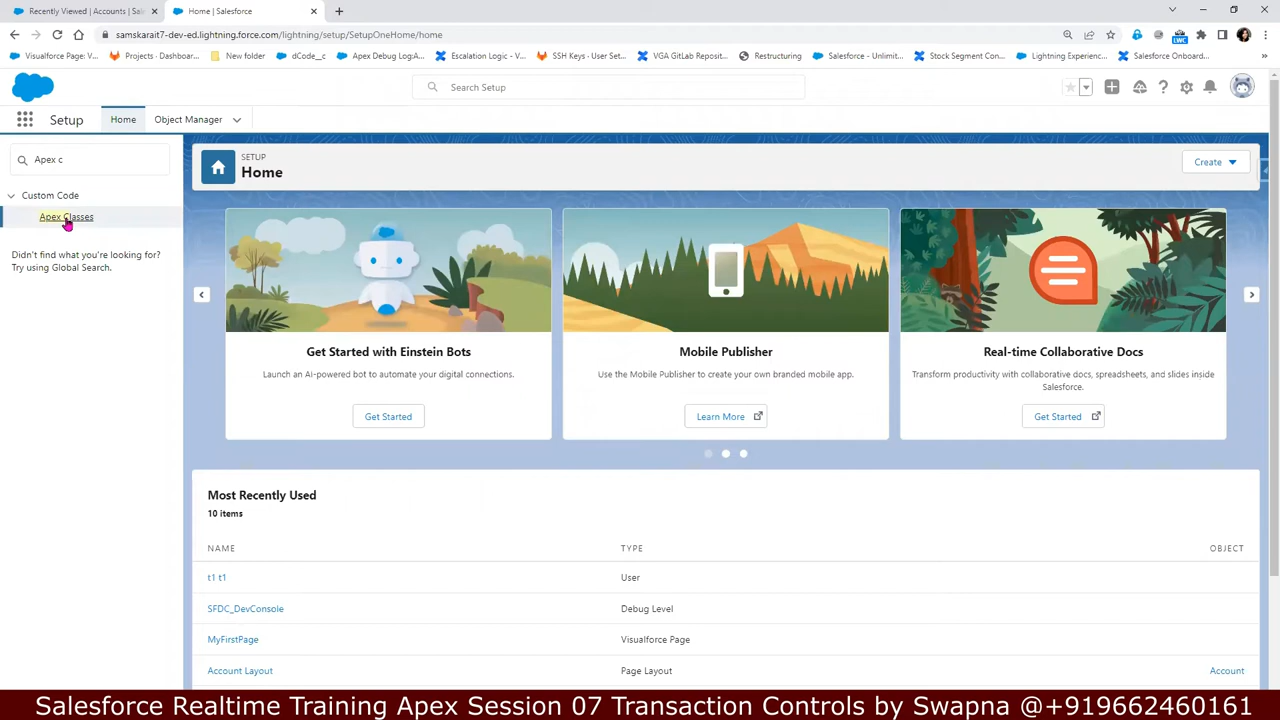 Recently Viewed | Accounts | Sal
Home | Salesforce
samskarait7-dev-ed.lightning.force.com/lightning/setup/SetupOneHome/home
Visualforce Page: V...
Projects · Dashboar...
New folder
dCode__c
Apex Debug Log:A...
Escalation Logic - V...
SSH Keys · User Set...
VGA GitLab Reposit...
Restructuring
Salesforce - Unlimit...
Stock Segment Con...
Lightning Experienc...
Salesforce Onboard...
Search Setup
Setup
Home
Object Manager
Apex c
Custom Code
Apex Classes
Didn't find what you're looking for?
Try using Global Search.
SETUP
Home
Create
Get Started with Einstein Bots
Launch an AI-powered bot to automate your digital connections.
Get Started
Mobile Publisher
Use the Mobile Publisher to create your own branded mobile app.
Learn More
Real-time Collaborative Docs
Transform productivity with collaborative docs, spreadsheets, and slides inside
Salesforce.
Get Started
Most Recently Used
10 items
NAME TYPE OBJECT
t1 t1 User
SFDC_DevConsole Debug Level
MyFirstPage Visualforce Page
Account Layout Page Layout Account
Salesforce Realtime Training Apex Session 07 Transaction Controls by Swapna @+919662460161